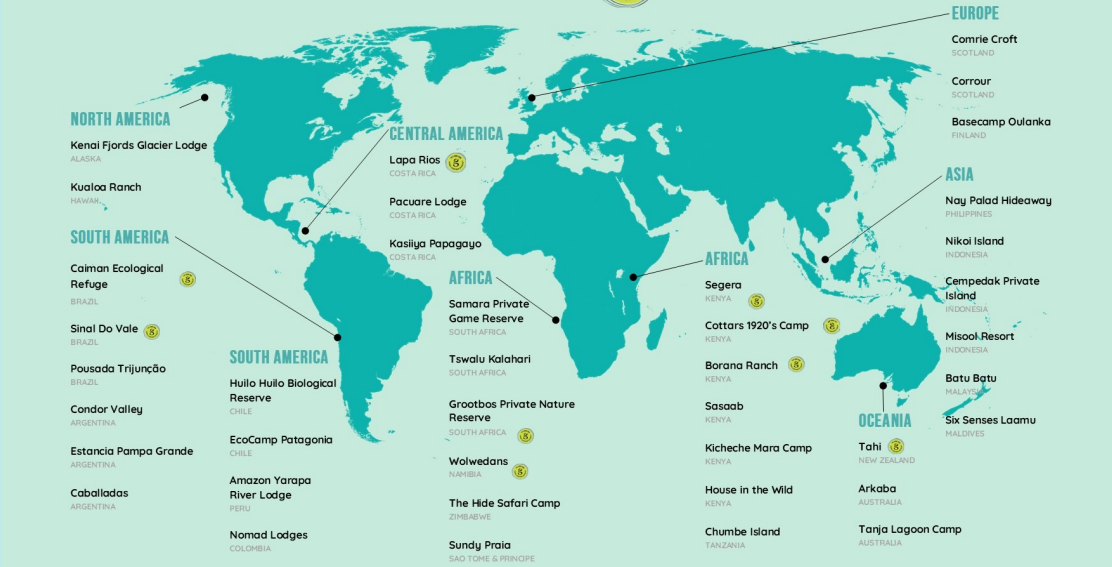 EUROPE
Comrie Croft
SCOTLAND
Corrour
SCOTLAND
Basecamp Oulanka
FINLAND
NORTH AMERICA
Kenai Fjords Glacier Lodge
ALASKA
Kualoa Ranch
HAWAII
CENTRAL AMERICA
Lapa Rios
COSTA RICA
Pacuare Lodge
COSTA RICA
Kasiiya Papagayo
COSTA RICA
ASIA
Nay Palad Hideaway
PHILIPPINES
Nikoi Island
INDONESIA
Cempedak Private
Island
INDONESIA
Misool Resort
INDONESIA
Batu Batu
MALAYSIA
Six Senses Laamu
MALDIVES
SOUTH AMERICA
Caiman Ecological
Refuge
BRAZIL
Sinal Do Vale
BRAZIL
Pousada Trijunção
BRAZIL
Condor Valley
ARGENTINA
Estancia Pampa Grande
ARGENTINA
Caballadas
ARGENTINA
SOUTH AMERICA
Huilo Huilo Biological
Reserve
CHILE
EcoCamp Patagonia
CHILE
Amazon Yarapa
River Lodge
PERU
Nomad Lodges
COLOMBIA
AFRICA
Samara Private
Game Reserve
SOUTH AFRICA
Tswalu Kalahari
SOUTH AFRICA
Grootbos Private Nature
Reserve
SOUTH AFRICA
Wolwedans
NAMIBIA
The Hide Safari Camp
ZIMBABWE
Sundy Praia
SAO TOME & PRINCIPE
AFRICA
Segera
KENYA
Cottars 1920's Camp
KENYA
Borana Ranch
KENYA
Sasaab
KENYA
Kicheche Mara Camp
KENYA
House in the Wild
KENYA
Chumbe Island
TANZANIA
OCEANIA
Tahi
NEW ZEALAND
Arkaba
AUSTRALIA
Tanja Lagoon Camp
AUSTRALIA